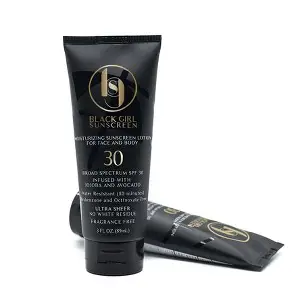 BLACK GIRL
SUNSCREEN
MOISTURIZING SUNSCREEN LOTION
FOR FACE AND BODY
30
BROAD SPECTRUM SPF 30
INFUSED WITH
JOJOBA AND AVOCADO
Water Resistant (80 minutes)
Oxybenzone and Octinoxate Free
ULTRA SHEER
NO WHITE RESIDUE
FRAGRANCE FREE
3 FL OZ (89mL)